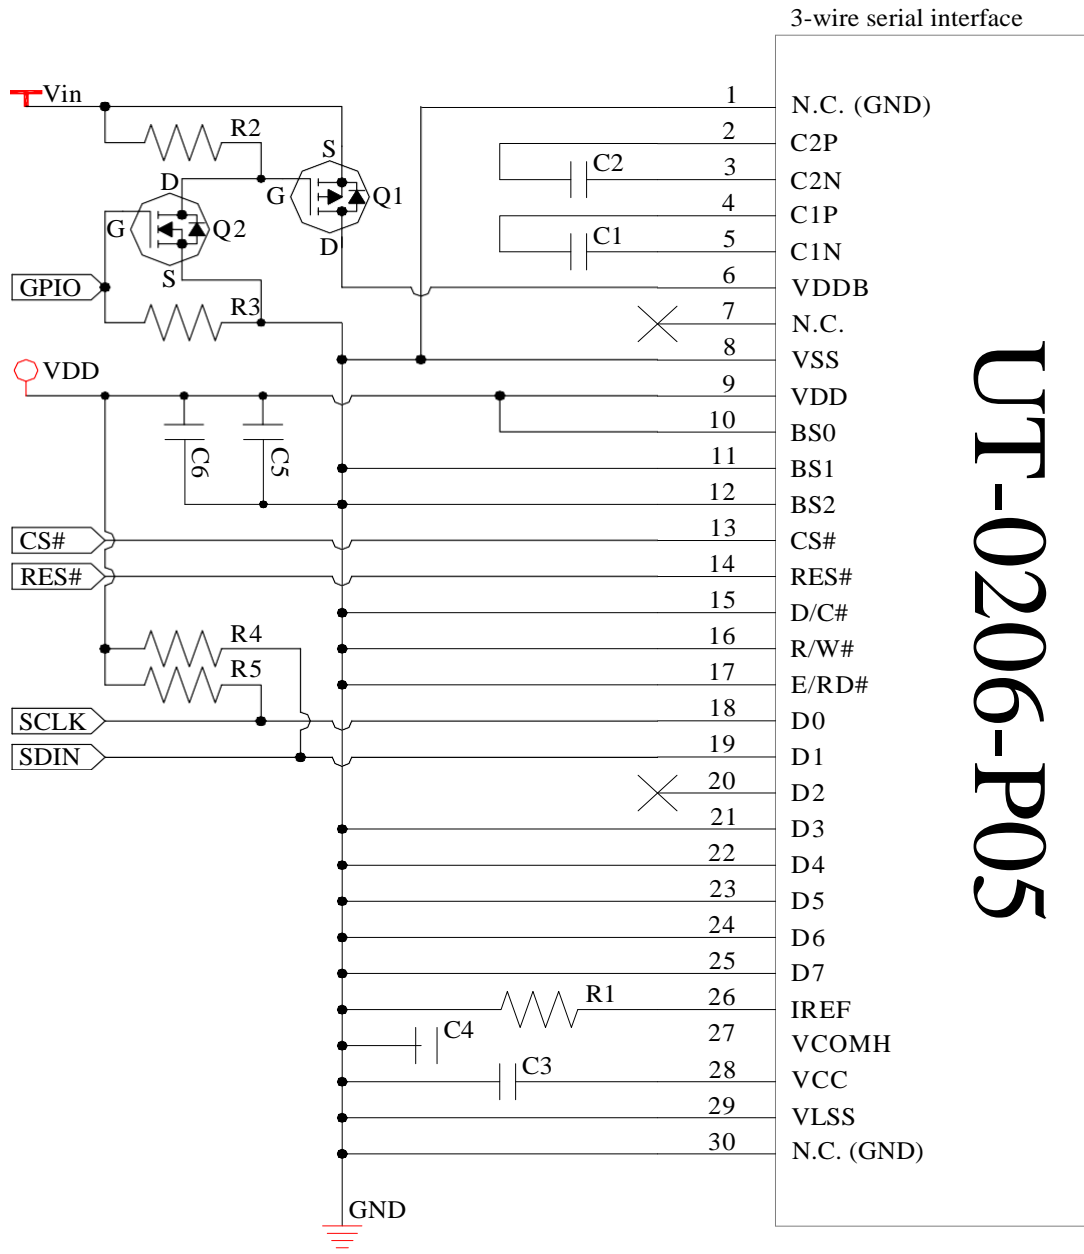 3-wire serial interface
Vin
R2
S
G
Q1
D
D
G
Q2
S
GPIO
R3
VDD
C6
C5
CS#
RES#
R4
R5
SCLK
SDIN
C2
C1
R1
C4
C3
GND
1 N.C. (GND)
2 C2P
3 C2N
4 C1P
5 C1N
6 VDDB
7 N.C.
8 VSS
9 VDD
10 BS0
11 BS1
12 BS2
13 CS#
14 RES#
15 D/C#
16 R/W#
17 E/RD#
18 D0
19 D1
20 D2
21 D3
22 D4
23 D5
24 D6
25 D7
26 IREF
27 VCOMH
28 VCC
29 VLSS
30 N.C. (GND)
UT-0206-P05